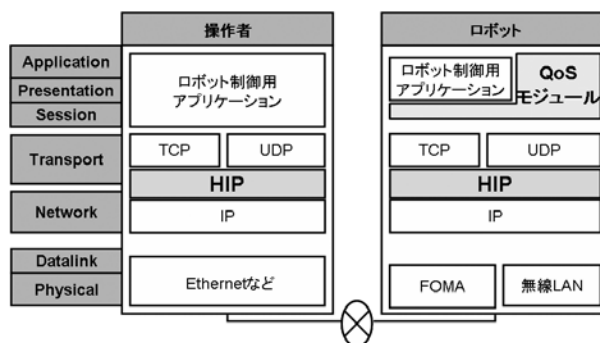 操作者
ロボット
Application
Presentation
Session
Transport
Network
Datalink
Physical
ロボット制御用
アプリケーション
TCP
UDP
HIP
IP
Ethernetなど
ロボット制御用
アプリケーション
QoS
モジュール
TCP
UDP
HIP
IP
FOMA
無線LAN